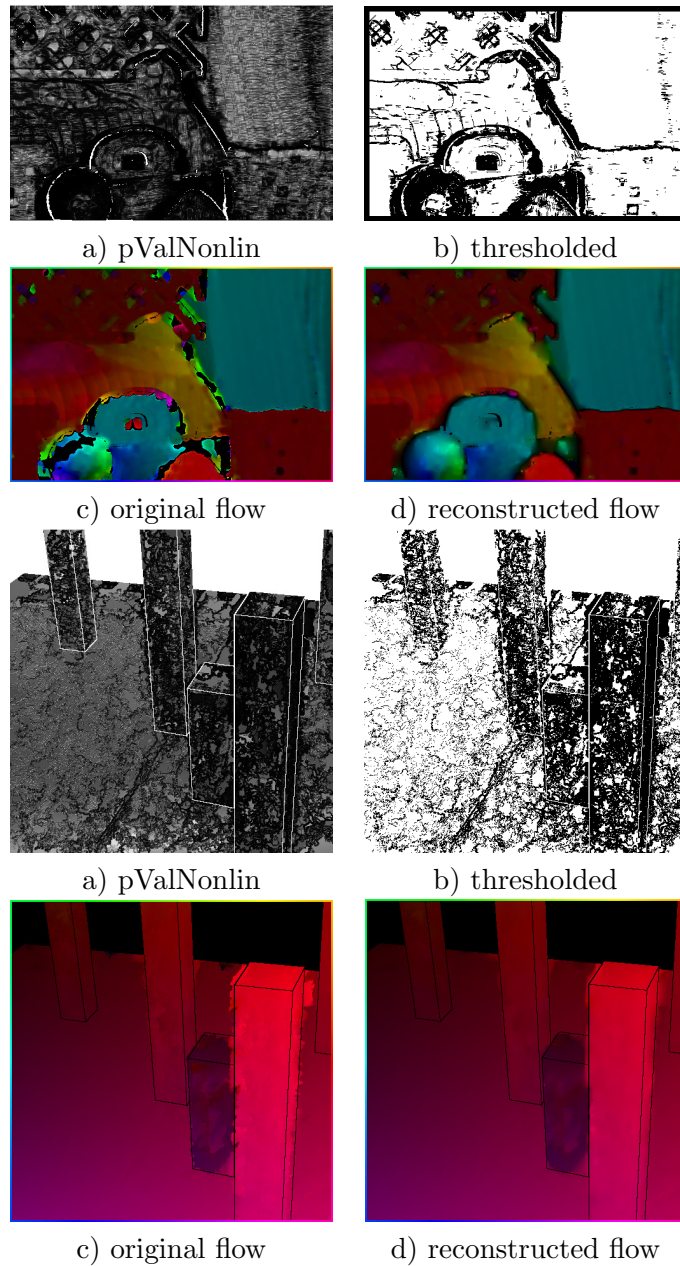 a) pValNonlin
b) thresholded
c) original flow
d) reconstructed flow
a) pValNonlin
b) thresholded
c) original flow
d) reconstructed flow